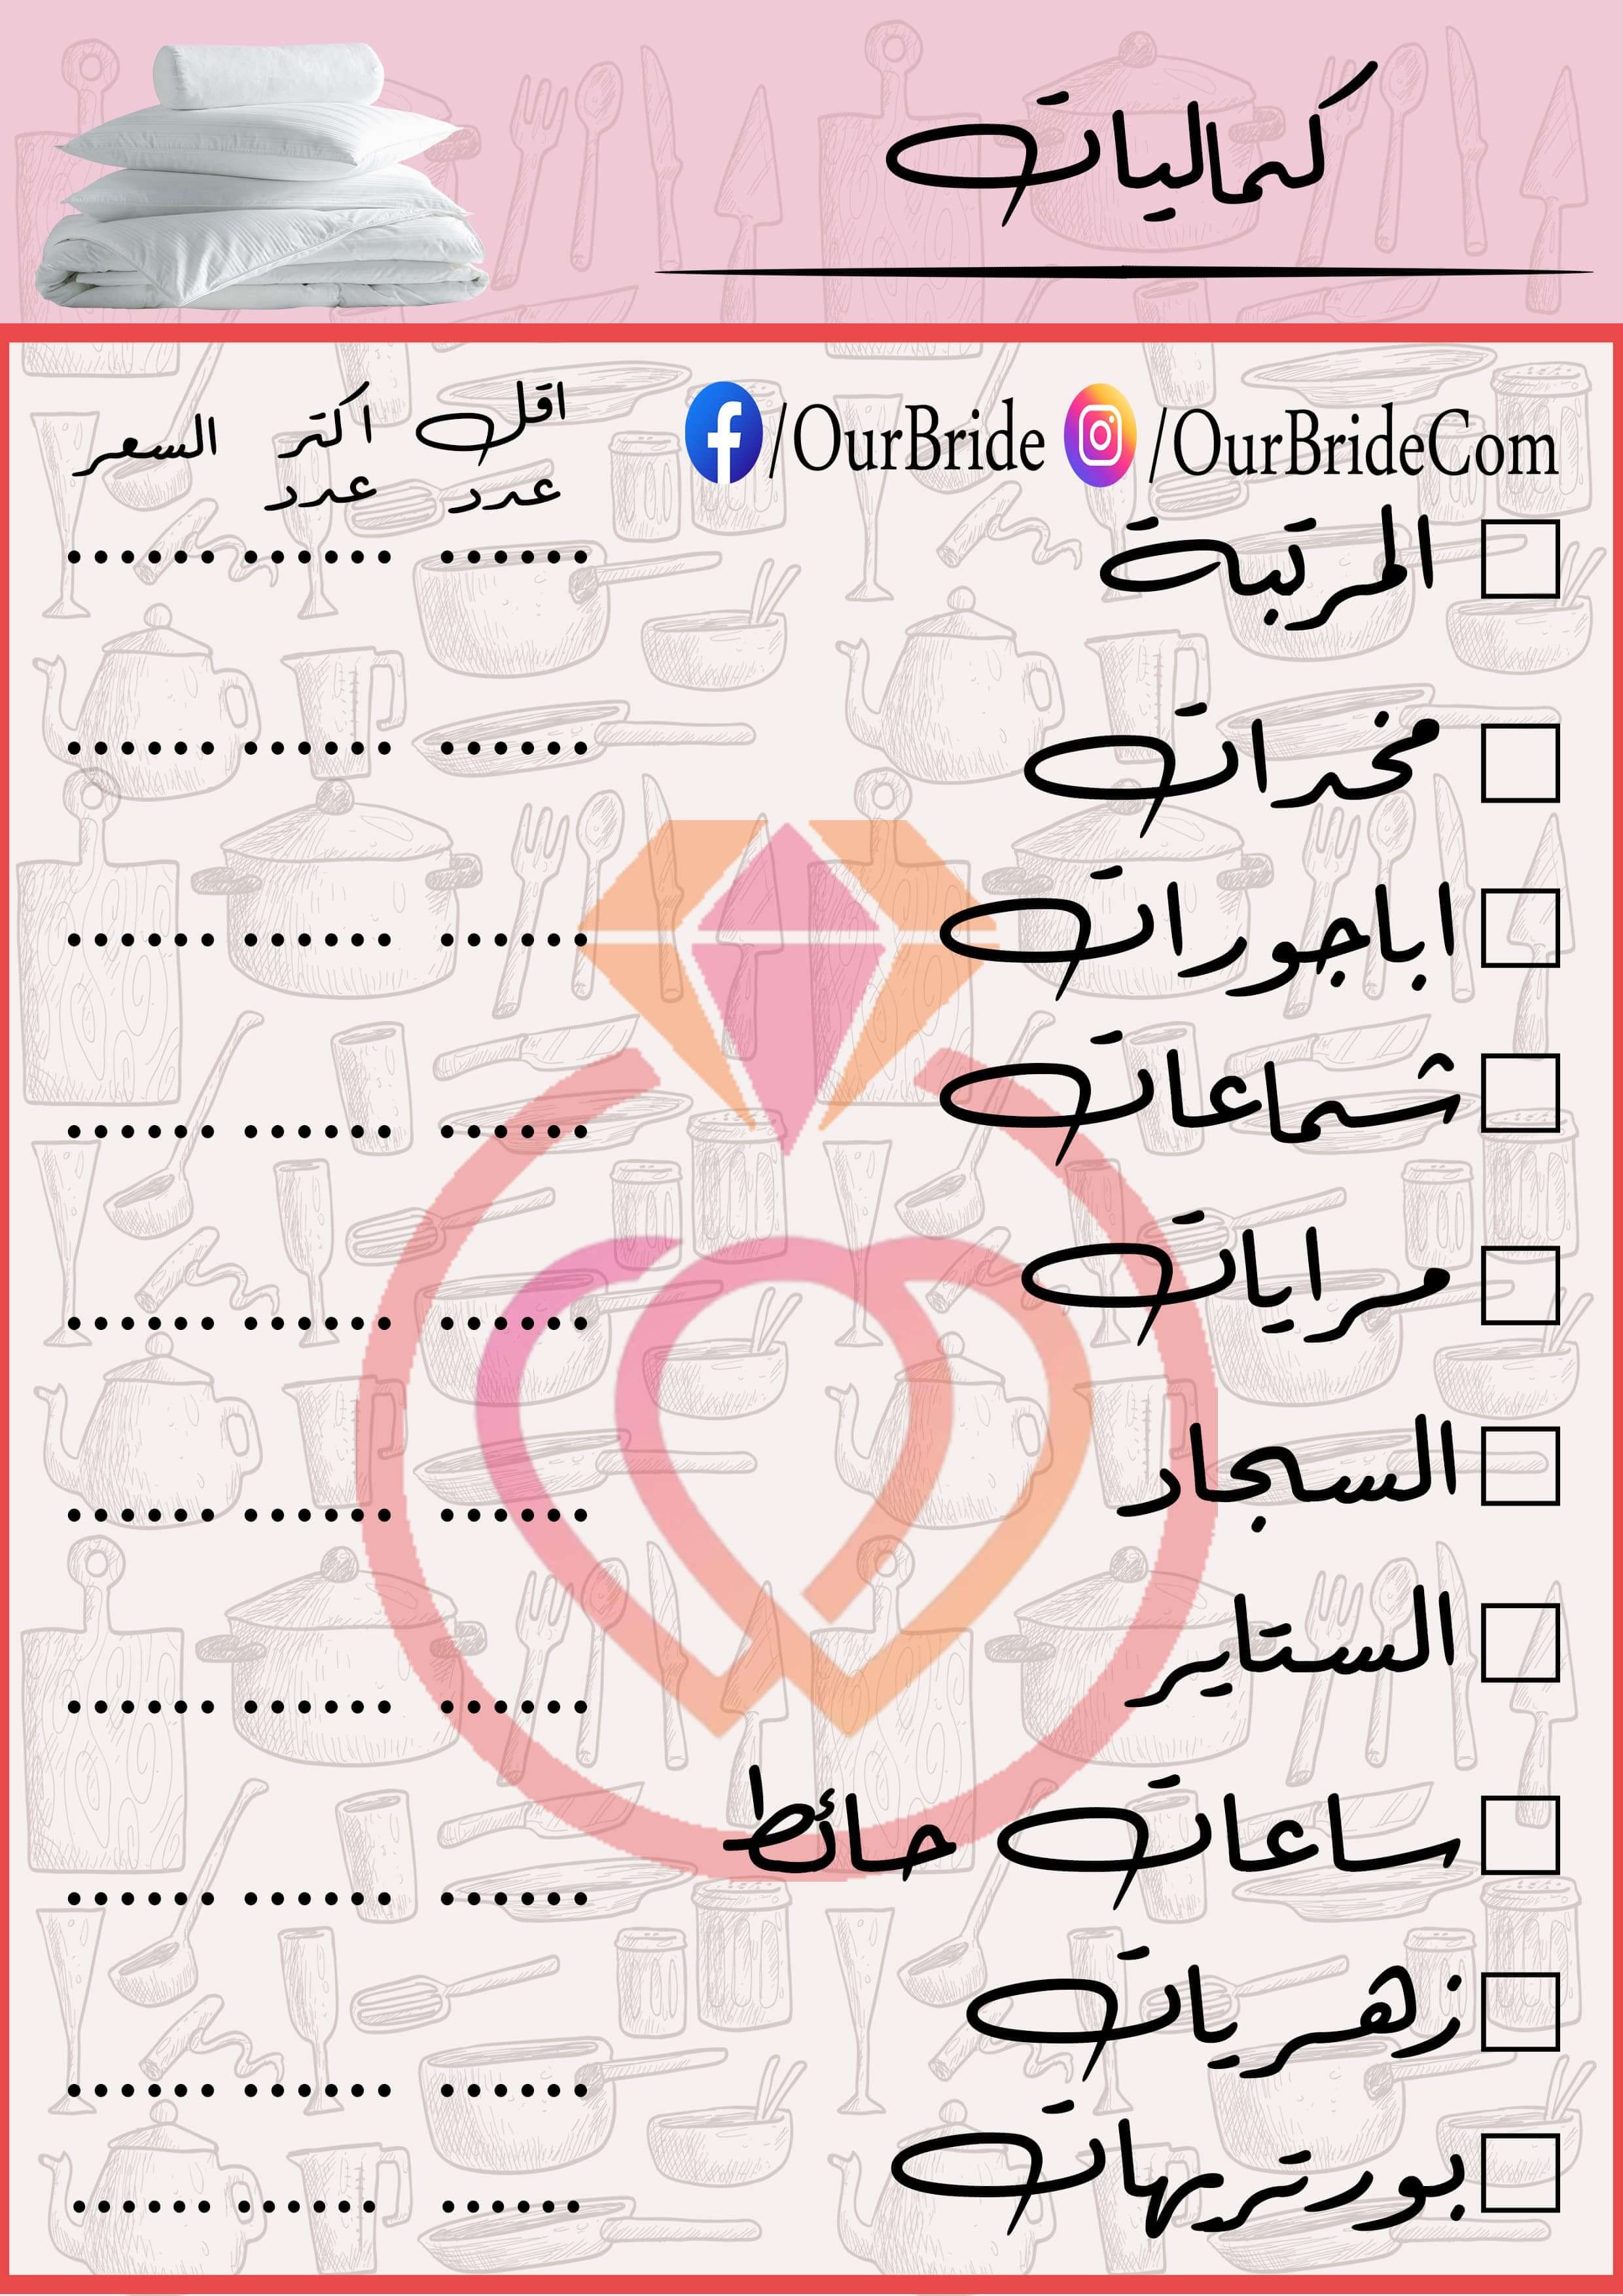 كماليات
/OurBride /OurBrideCom
اقل عدد
اكتر عدد
السعر
المرتبة ...... ...... ......
مخدات ...... ...... ......
اباجورات ...... ...... ......
شماعات ...... ...... ......
مرايات ...... ...... ......
السجاد ...... ...... ......
الستاير ...... ...... ......
ساعات حائط ...... ...... ......
زهريات ...... ...... ......
بورتريهات ...... ...... ......